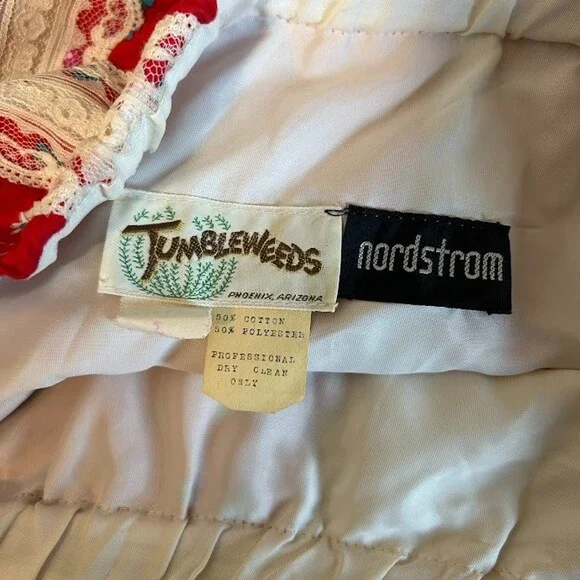 TUMBLEWEEDS
PHOENIX, ARIZONA
nordstrom
50% COTTON
50% POLYESTER
PROFESSIONAL
DRY CLEAN
ONLY